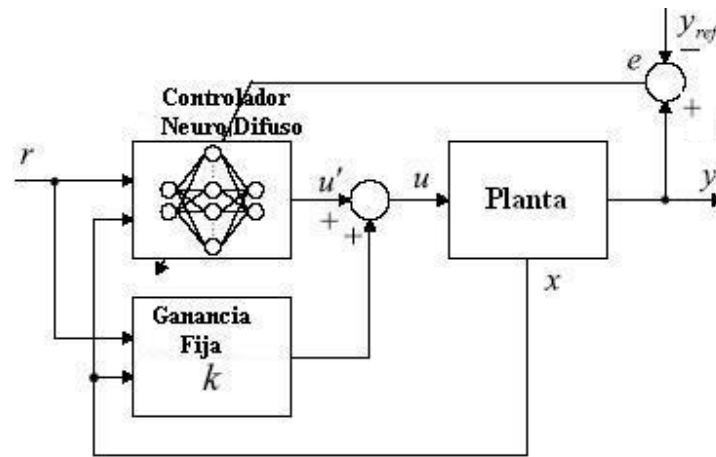 y_ref
−
e
+
Controlador
Neuro/Difuso
r
u'
+
+
u
Planta
y
x
Ganancia
Fija
k